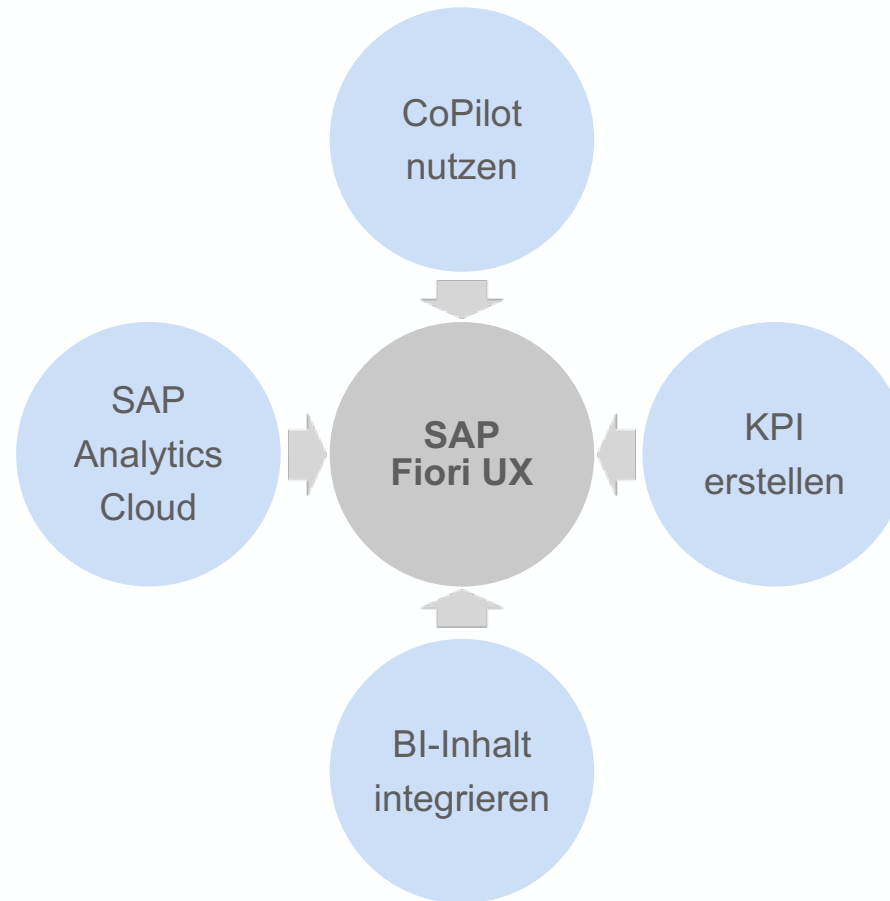 CoPilot
nutzen
SAP
Analytics
Cloud
SAP
Fiori UX
KPI
erstellen
BI-Inhalt
integrieren